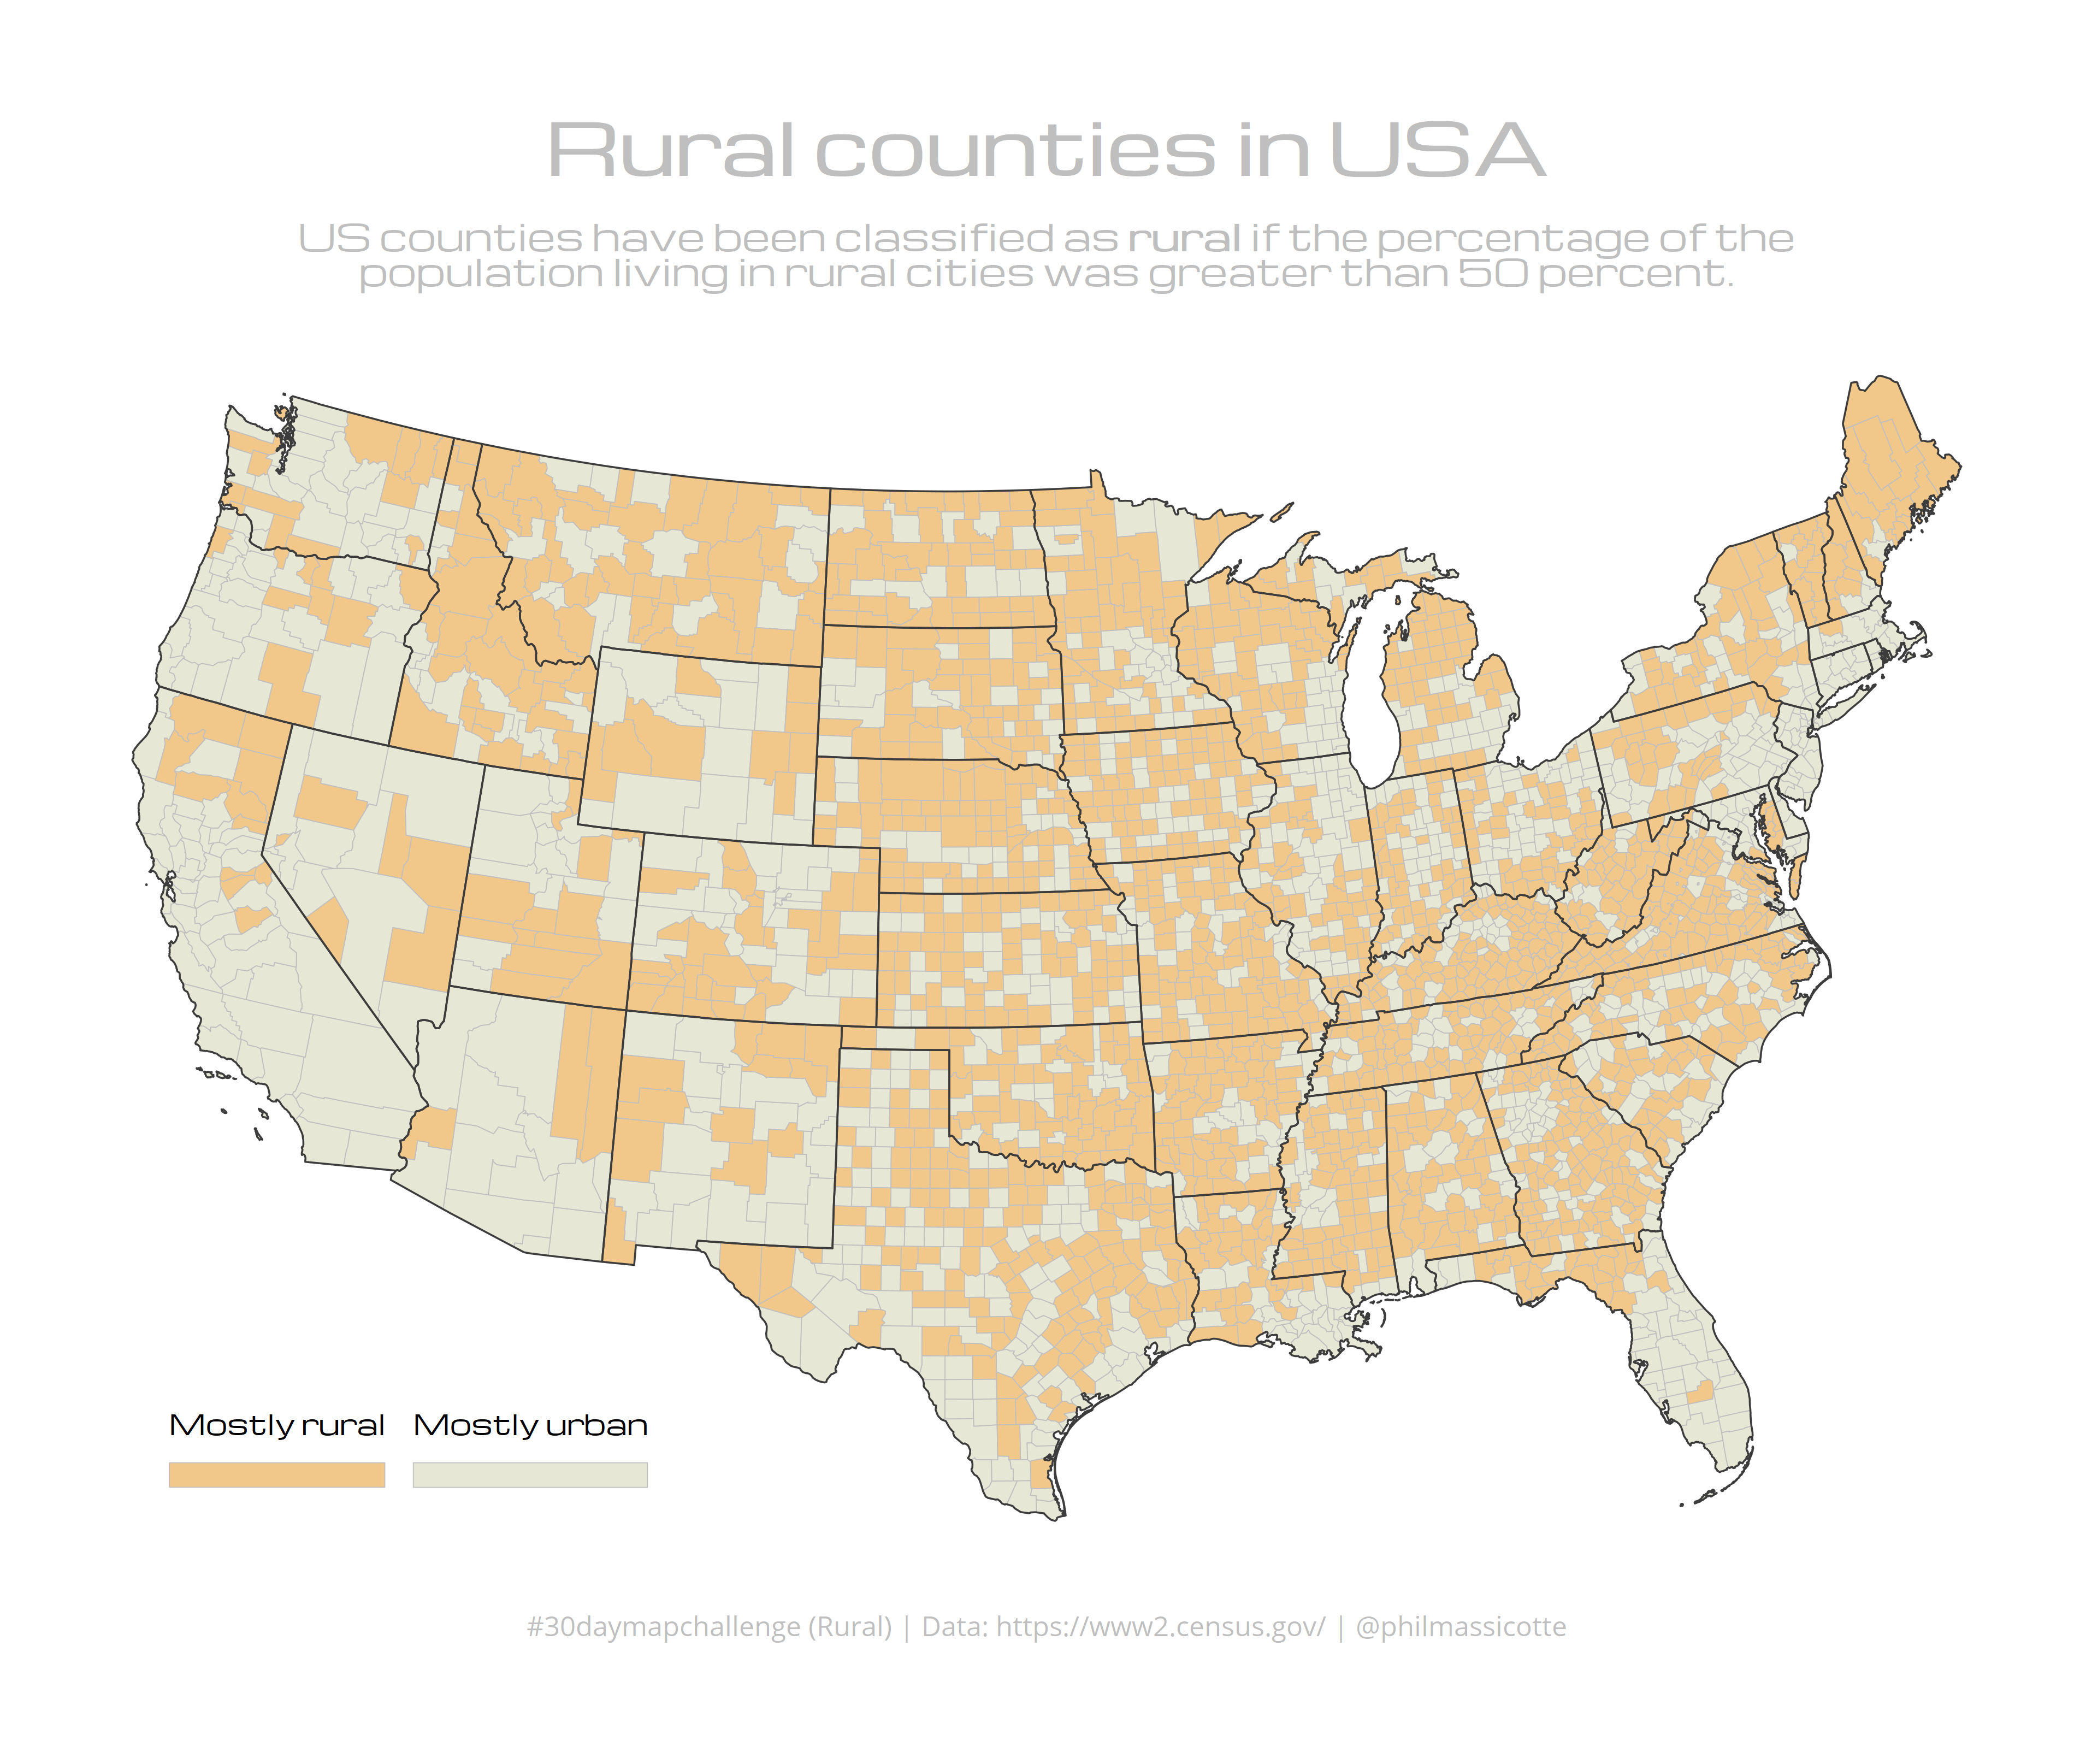 Rural counties in USA
US counties have been classified as rural if the percentage of the
population living in rural cities was greater than 50 percent.
Mostly rural Mostly urban
#30daymapchallenge (Rural) | Data: https://www2.census.gov/ | @philmassicotte